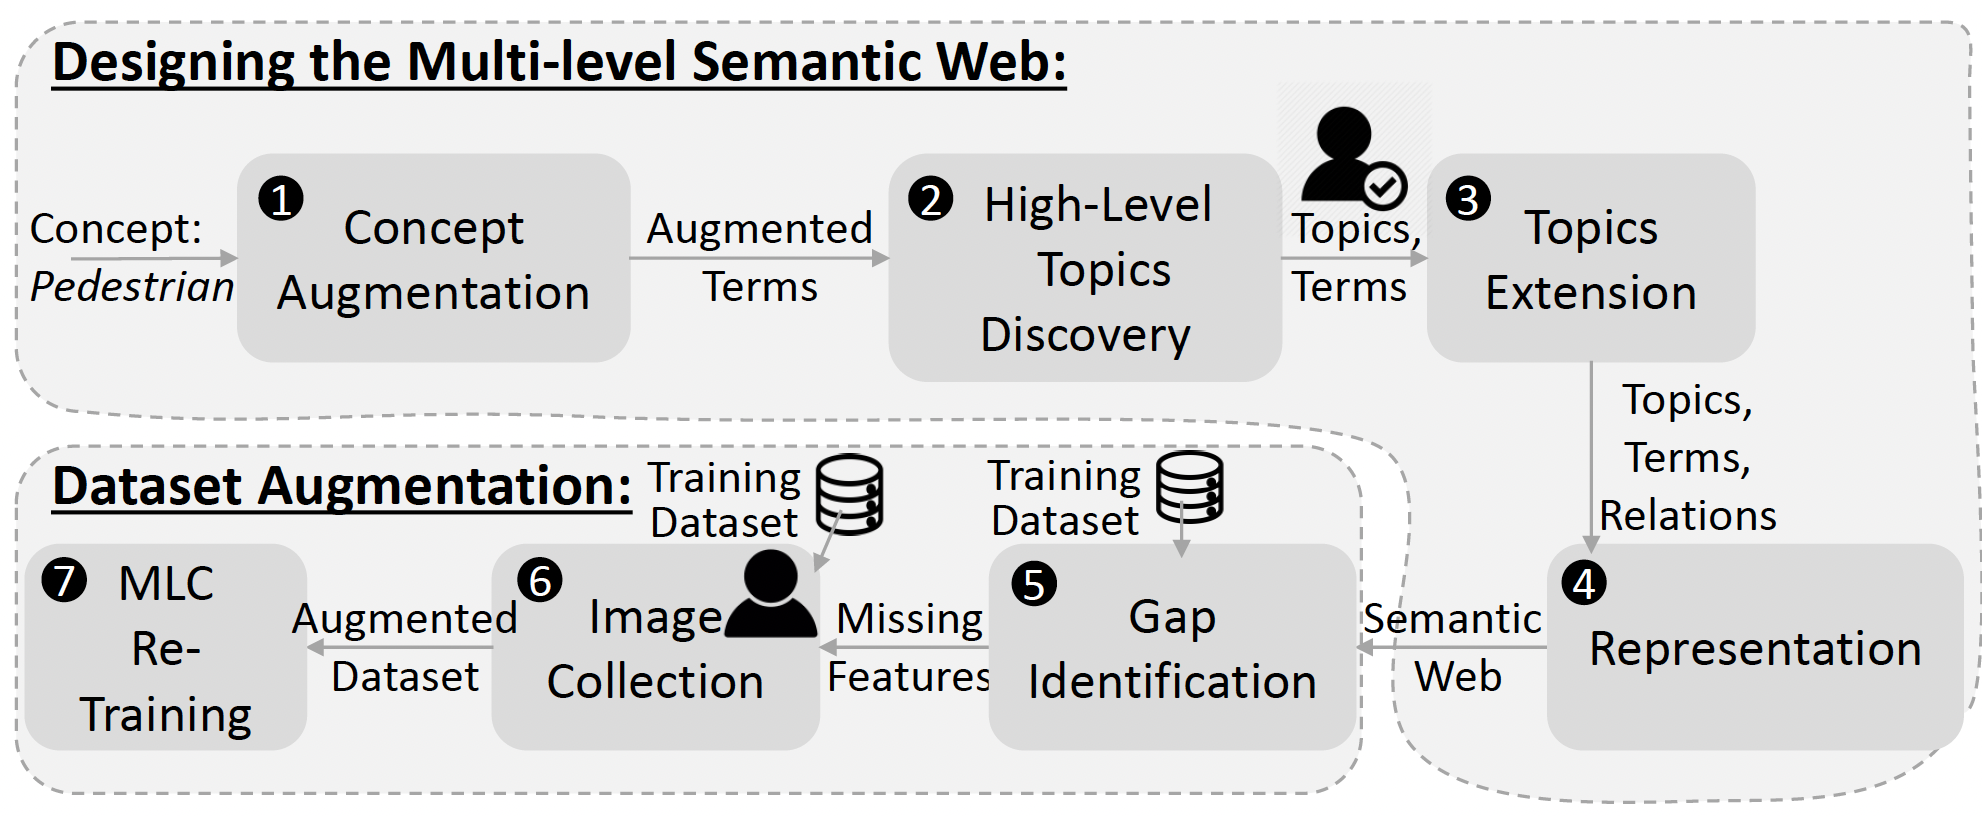 Designing the Multi-level Semantic Web:
Concept:
Pedestrian
1
Concept
Augmentation
Augmented
Terms
2
High-Level
Topics
Discovery
Topics,
Terms
3
Topics
Extension
Topics,
Terms,
Relations
4
Representation
Semantic
Web
Dataset Augmentation:
Training
Dataset
5
Gap
Identification
Missing
Features
Training
Dataset
6
Image
Collection
Augmented
Dataset
7
MLC
Re-
Training